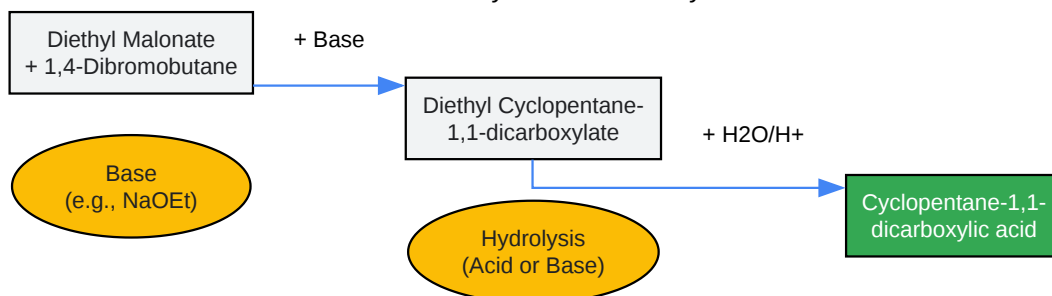 Diethyl Malonate
+ 1,4-Dibromobutane
+ Base
Diethyl Cyclopentane-
1,1-dicarboxylate
+ H2O/H+
Base
(e.g., NaOEt)
Cyclopentane-1,1-
dicarboxylic acid
Hydrolysis
(Acid or Base)